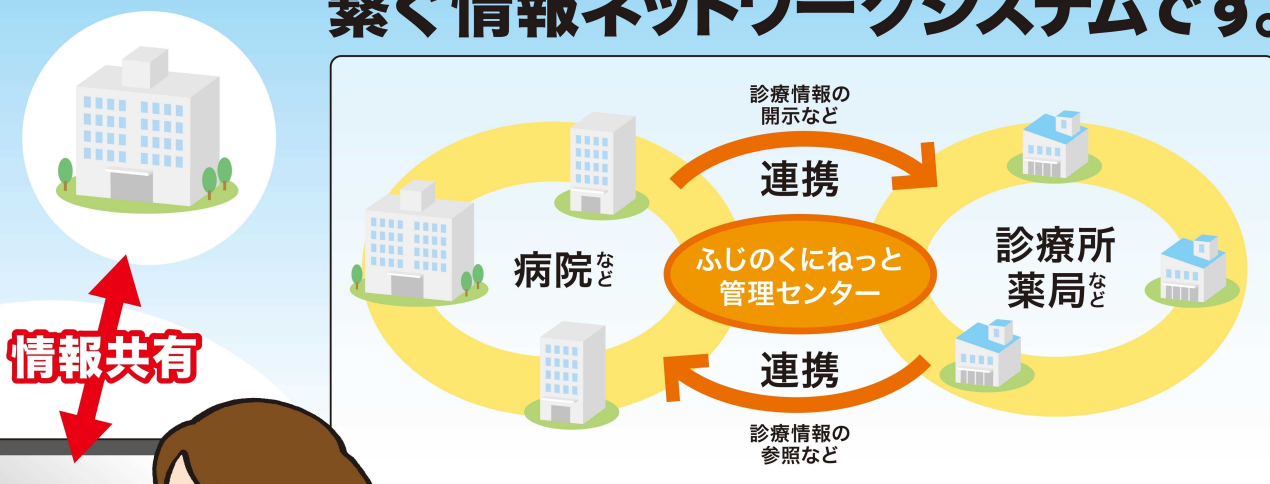 繋ぐ情報ネットワークシステムです。
診療情報の
開示など
連携
病院など
ふじのくにねっと
管理センター
診療所
薬局など
連携
診療情報の
参照など
情報共有